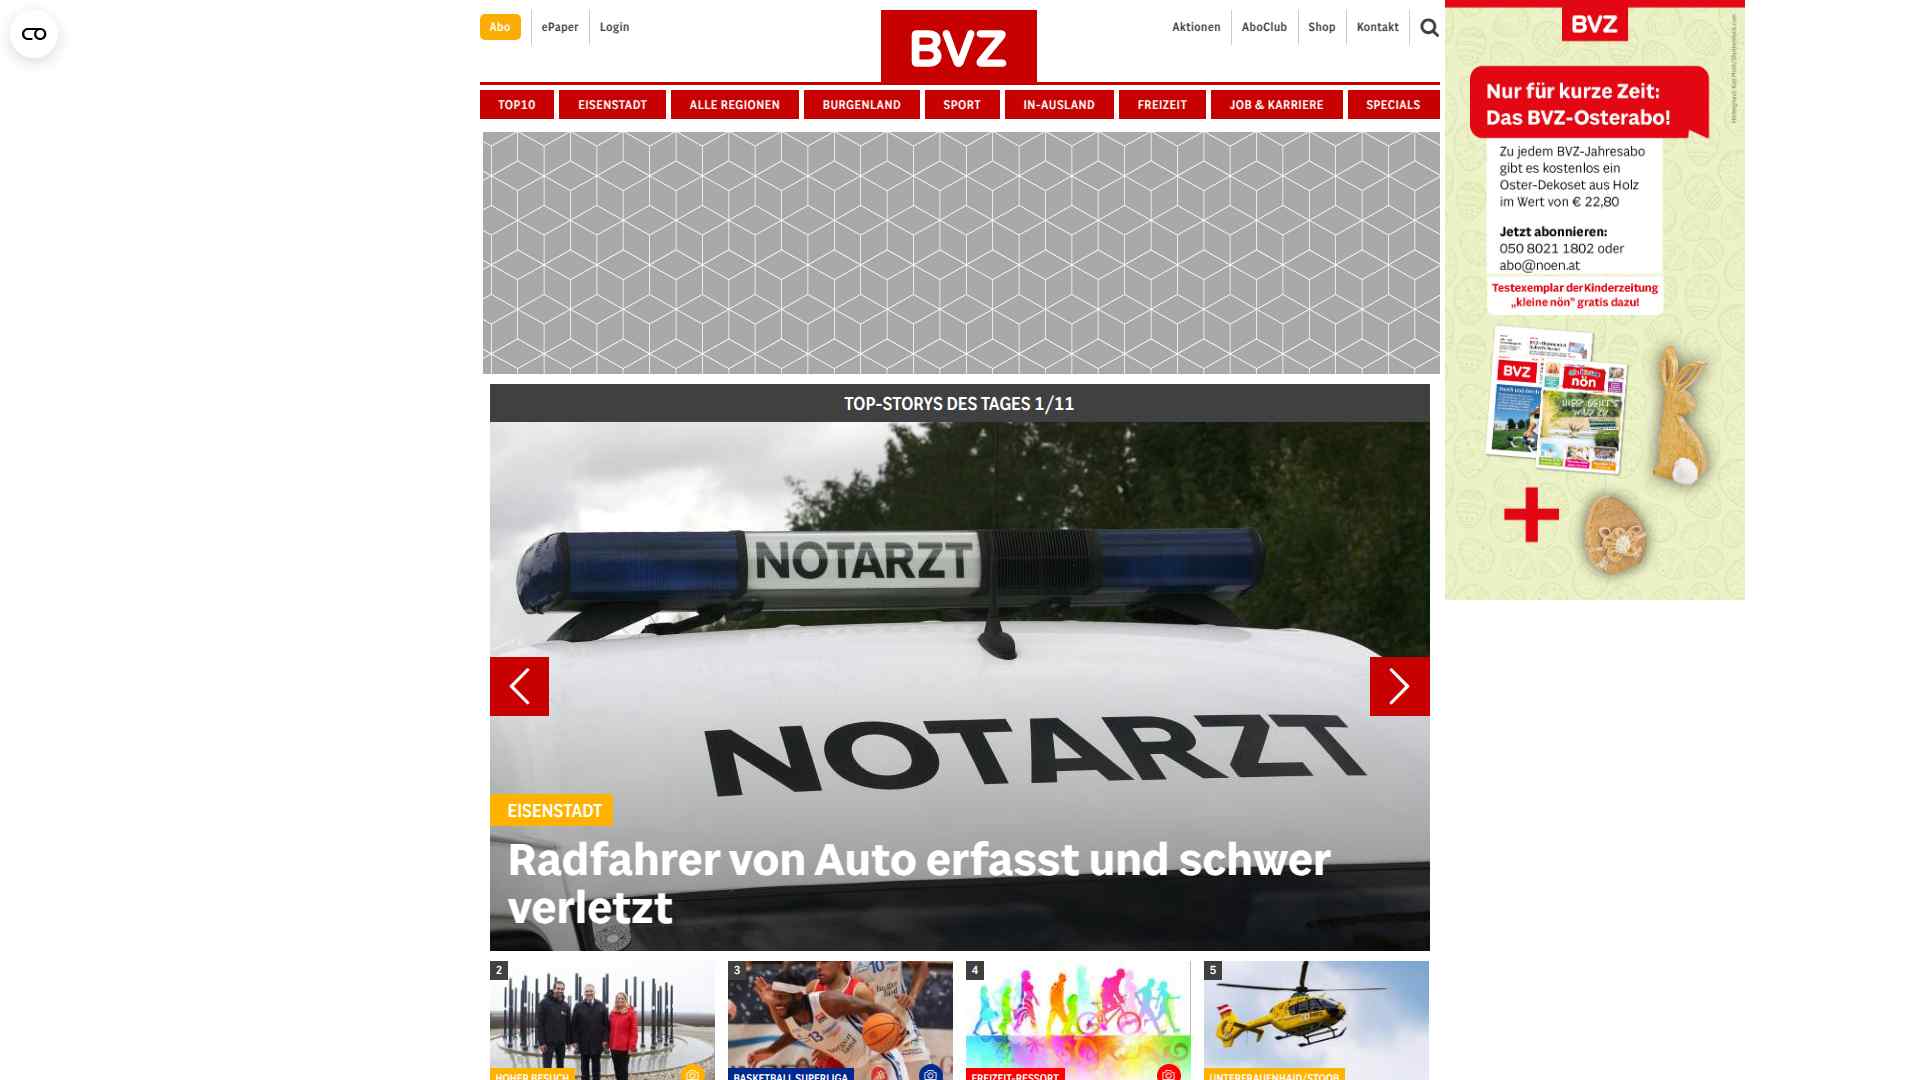 Abo
ePaper
Login
BVZ
Aktionen
AboClub
Shop
Kontakt
TOP10
EISENSTADT
ALLE REGIONEN
BURGENLAND
SPORT
IN-AUSLAND
FREIZEIT
JOB & KARRIERE
SPECIALS
TOP-STORYS DES TAGES 1/11
NOTARZT
NOTARZT
EISENSTADT
Radfahrer von Auto erfasst und schwer
verletzt
2
HOHER BESUCH
3
BASKETBALL SUPERLIGA
4
FREIZEIT-RESSORT
5
UNTERFRAUENHAID/STOOB
BVZ
Nur für kurze Zeit:
Das BVZ-Osterabo!
Zu jedem BVZ-Jahresabo
gibt es kostenlos ein
Oster-Dekoset aus Holz
im Wert von € 22,80
Jetzt abonnieren:
050 8021 1802 oder
abo@noen.at
Testexemplar der Kinderzeitung
„kleine nön" gratis dazu!
BVZ
nön
+